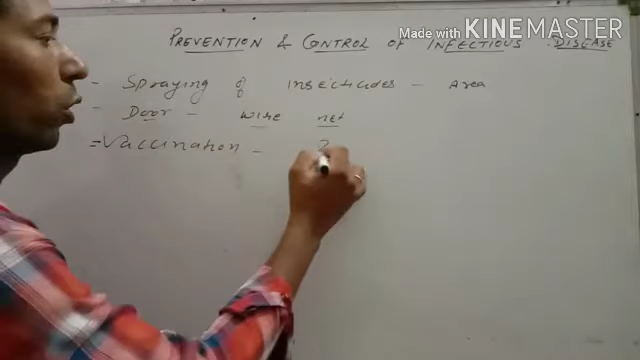 Made with KINEMASTER
PREVENTION & CONTROL OF INFECTIOUS DISEASE
- Spraying of insecticides - Area
- Door - wire net
= Vaccination -